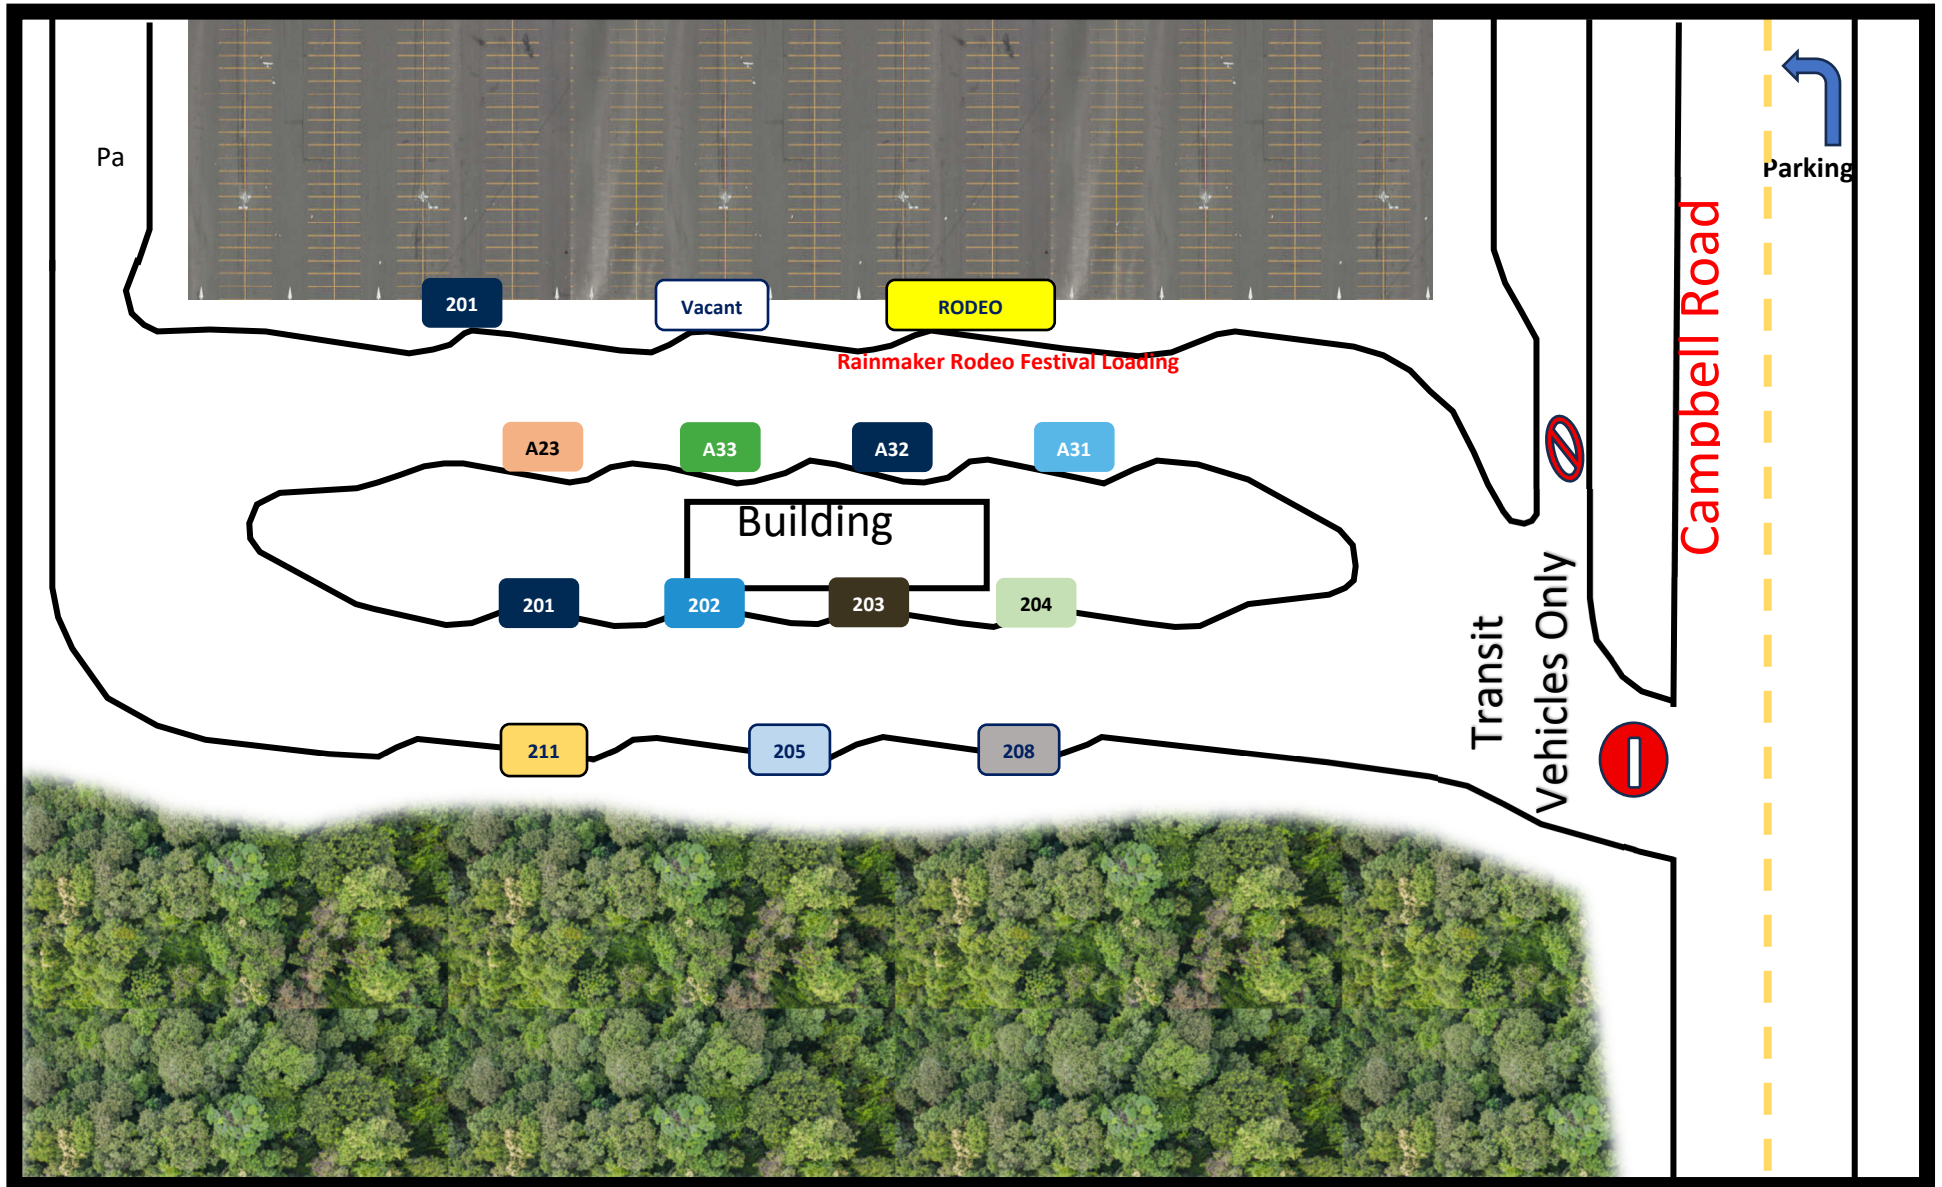 Pa
Parking
Campbell Road
201
Vacant
RODEO
Rainmaker Rodeo Festival Loading
A23
A33
A32
A31
Building
201
202
203
204
Transit
Vehicles Only
211
205
208